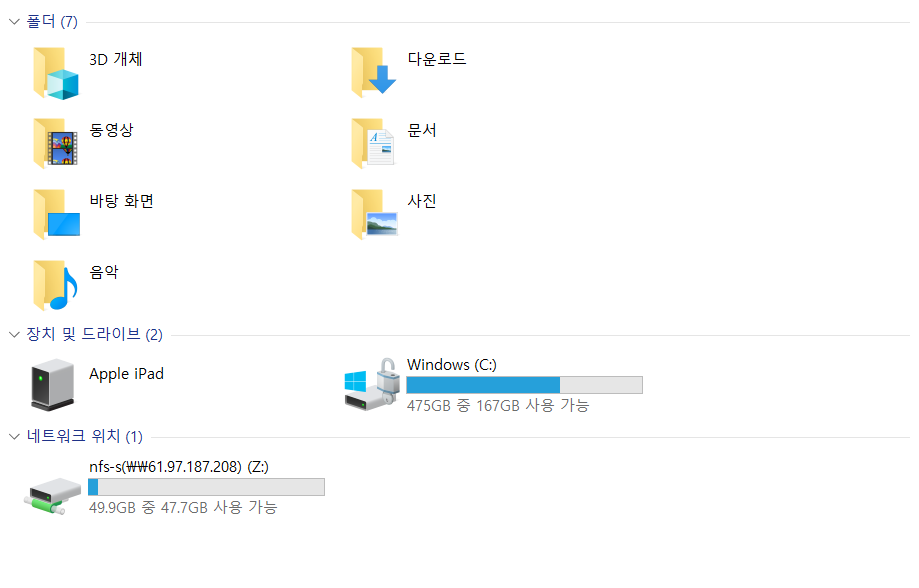 폴더 (7)
3D 개체
다운로드
동영상
문서
바탕 화면
사진
음악
장치 및 드라이브 (2)
Apple iPad
Windows (C:)
475GB 중 167GB 사용 가능
네트워크 위치 (1)
nfs-s(₩₩61.97.187.208) (Z:)
49.9GB 중 47.7GB 사용 가능